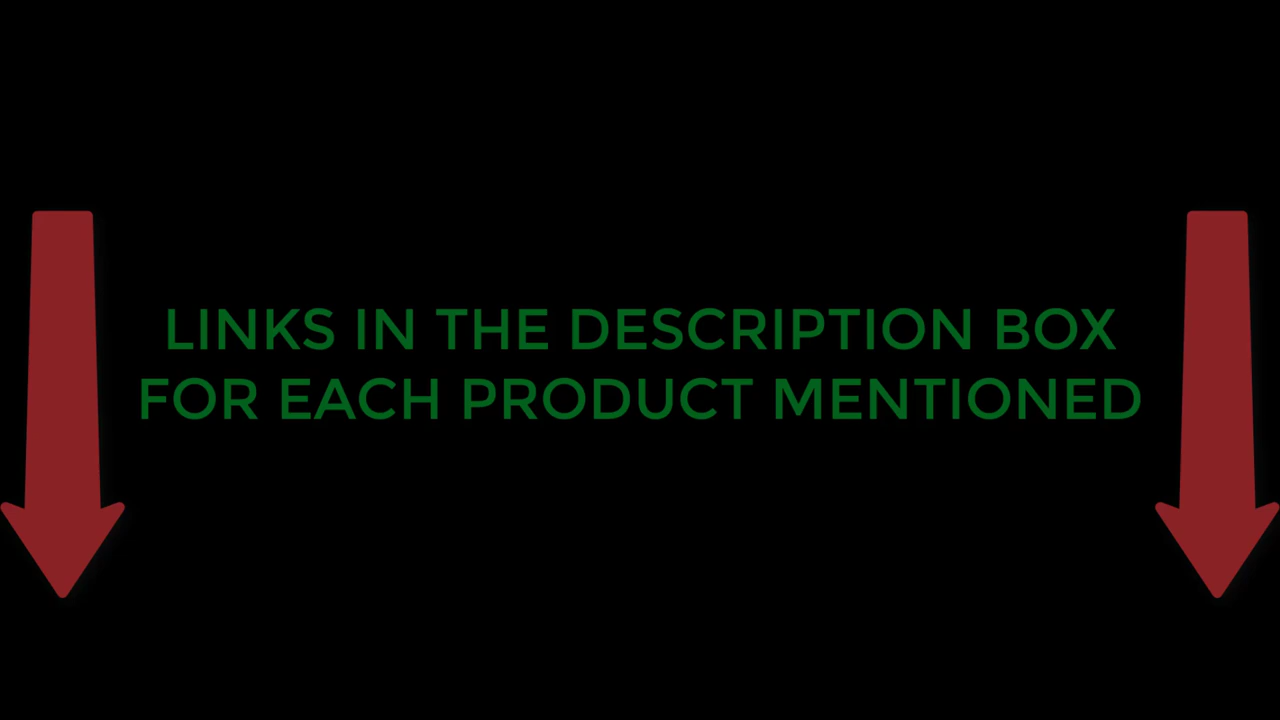 LINKS IN THE DESCRIPTION BOX
FOR EACH PRODUCT MENTIONED